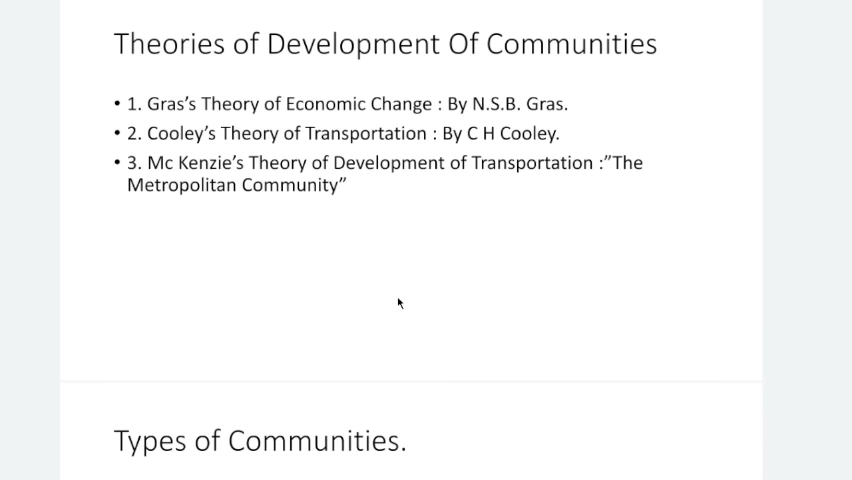 Theories of Development Of Communities
• 1. Gras’s Theory of Economic Change : By N.S.B. Gras.
• 2. Cooley’s Theory of Transportation : By C H Cooley.
• 3. Mc Kenzie’s Theory of Development of Transportation :”The
Metropolitan Community”
Types of Communities.